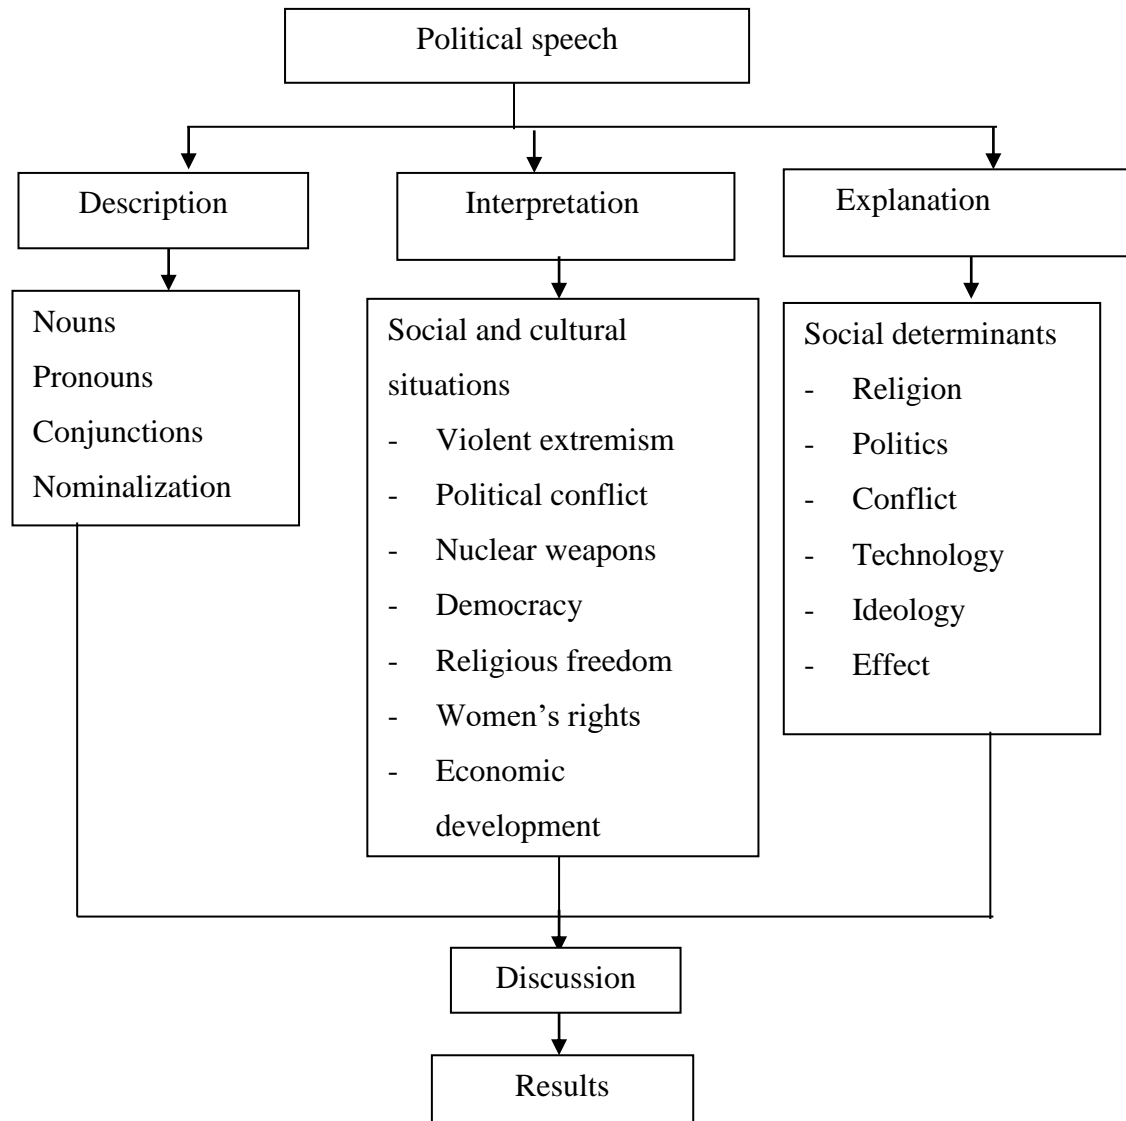 Political speech
Description
Interpretation
Explanation
Nouns
Pronouns
Conjunctions
Nominalization
Social and cultural
situations
- Violent extremism
- Political conflict
- Nuclear weapons
- Democracy
- Religious freedom
- Women’s rights
- Economic
development
Social determinants
- Religion
- Politics
- Conflict
- Technology
- Ideology
- Effect
Discussion
Results